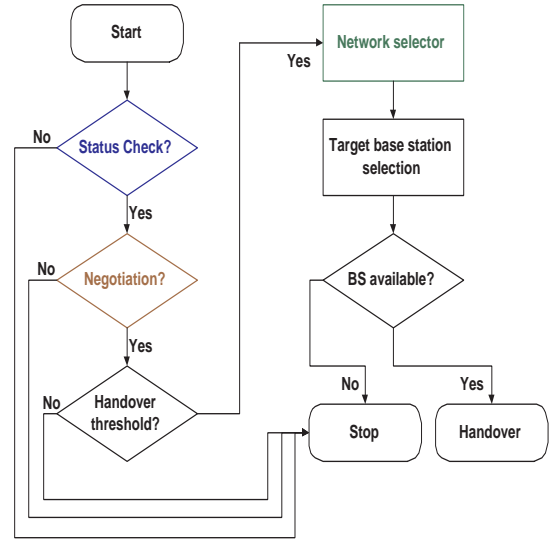 Start
Status Check?
No
Yes
Negotiation?
No
Yes
Handover
threshold?
No
Yes
Network selector
Target base station
selection
BS available?
No
Yes
Stop
Handover